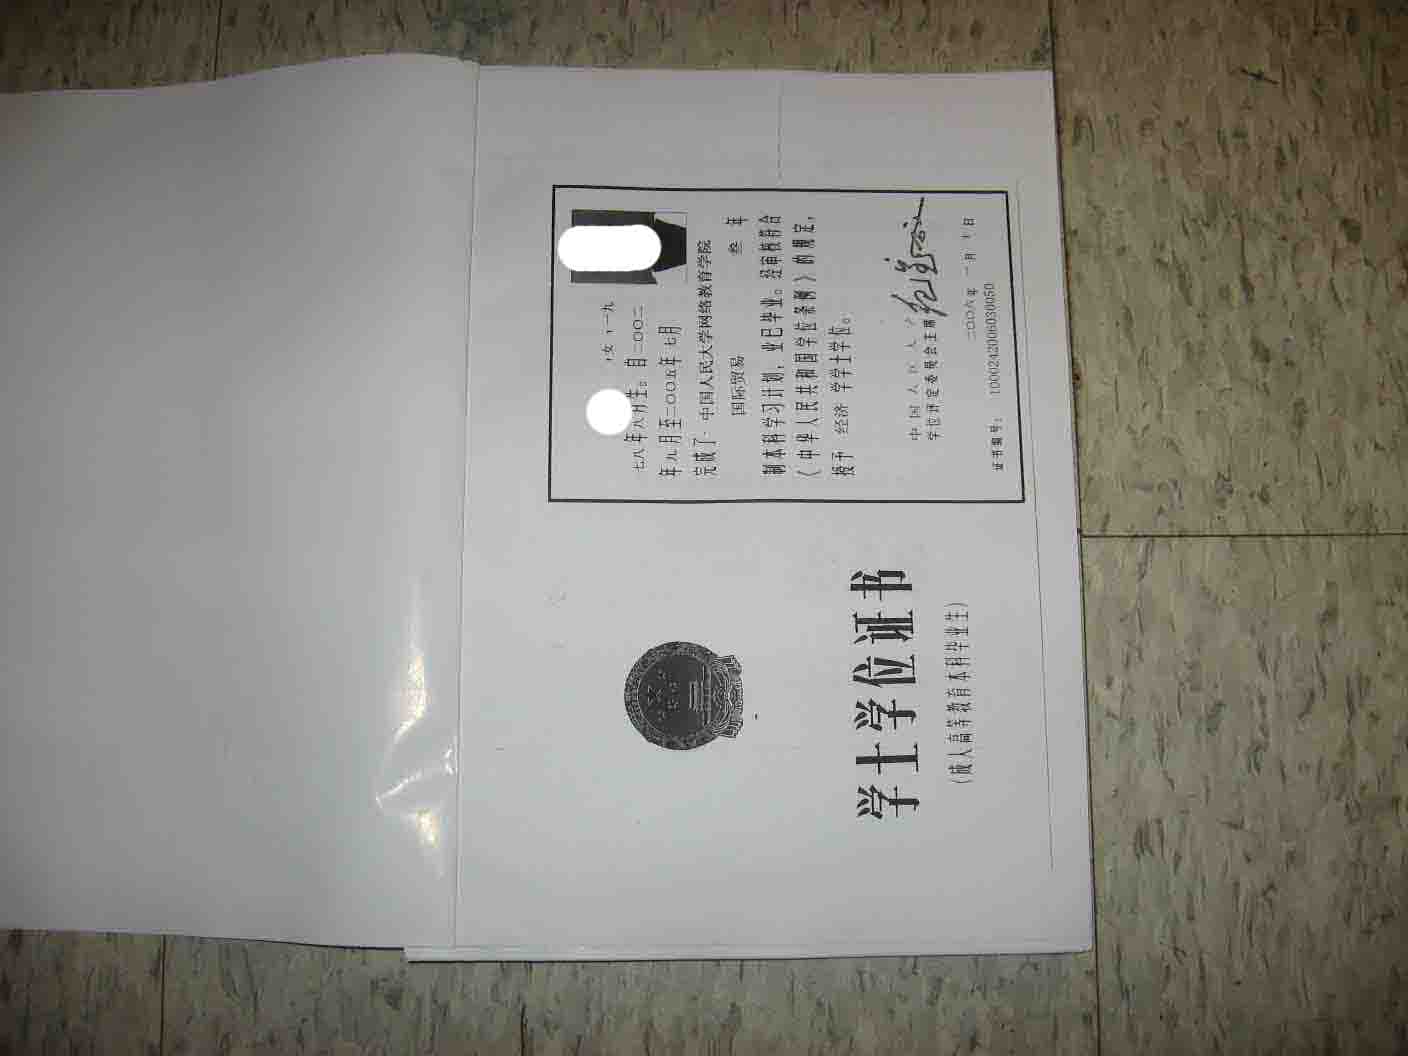 学士学位证书
（成人高等教育本科毕业生）
，女，一九
七八年八月生。自二〇〇二
年九月至二〇〇五年七月
完成了 中国人民大学网络教育学院
国际贸易 叁年
制本科学习计划，业已毕业。经审核符合
《中华人民共和国学位条例》的规定，
授予 经济 学学士学位。
中国人民大
学位评定委员会主席
二〇〇六年一月十日
证书编号： 1000242006030050